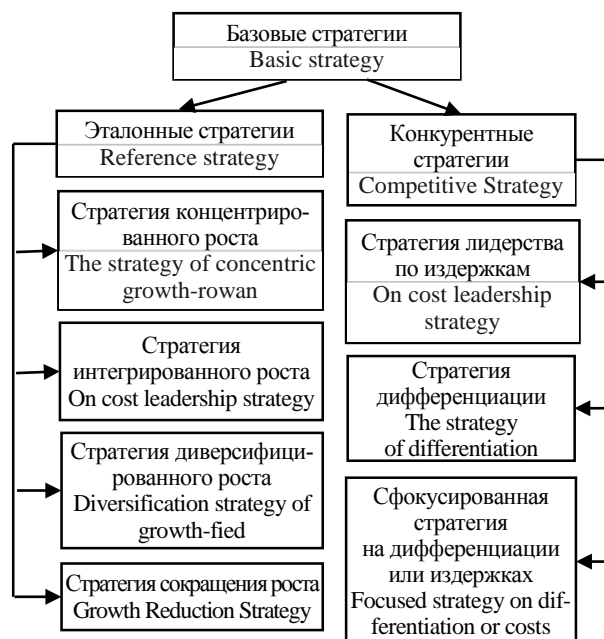 Базовые стратегии
Basic strategy
Эталонные стратегии
Reference strategy
Стратегия концентриро-
ванного роста
The strategy of concentric
growth-rowan
Стратегия
интегрированного роста
On cost leadership strategy
Стратегия диверсифици-
рованного роста
Diversification strategy of
growth-fied
Стратегия сокращения роста
Growth Reduction Strategy
Конкурентные
стратегии
Competitive Strategy
Стратегия лидерства
по издержкам
On cost leadership
strategy
Стратегия
дифференциации
The strategy
of differentiation
Сфокусированная
стратегия
на дифференциации
или издержках
Focused strategy on dif-
ferentiation or costs